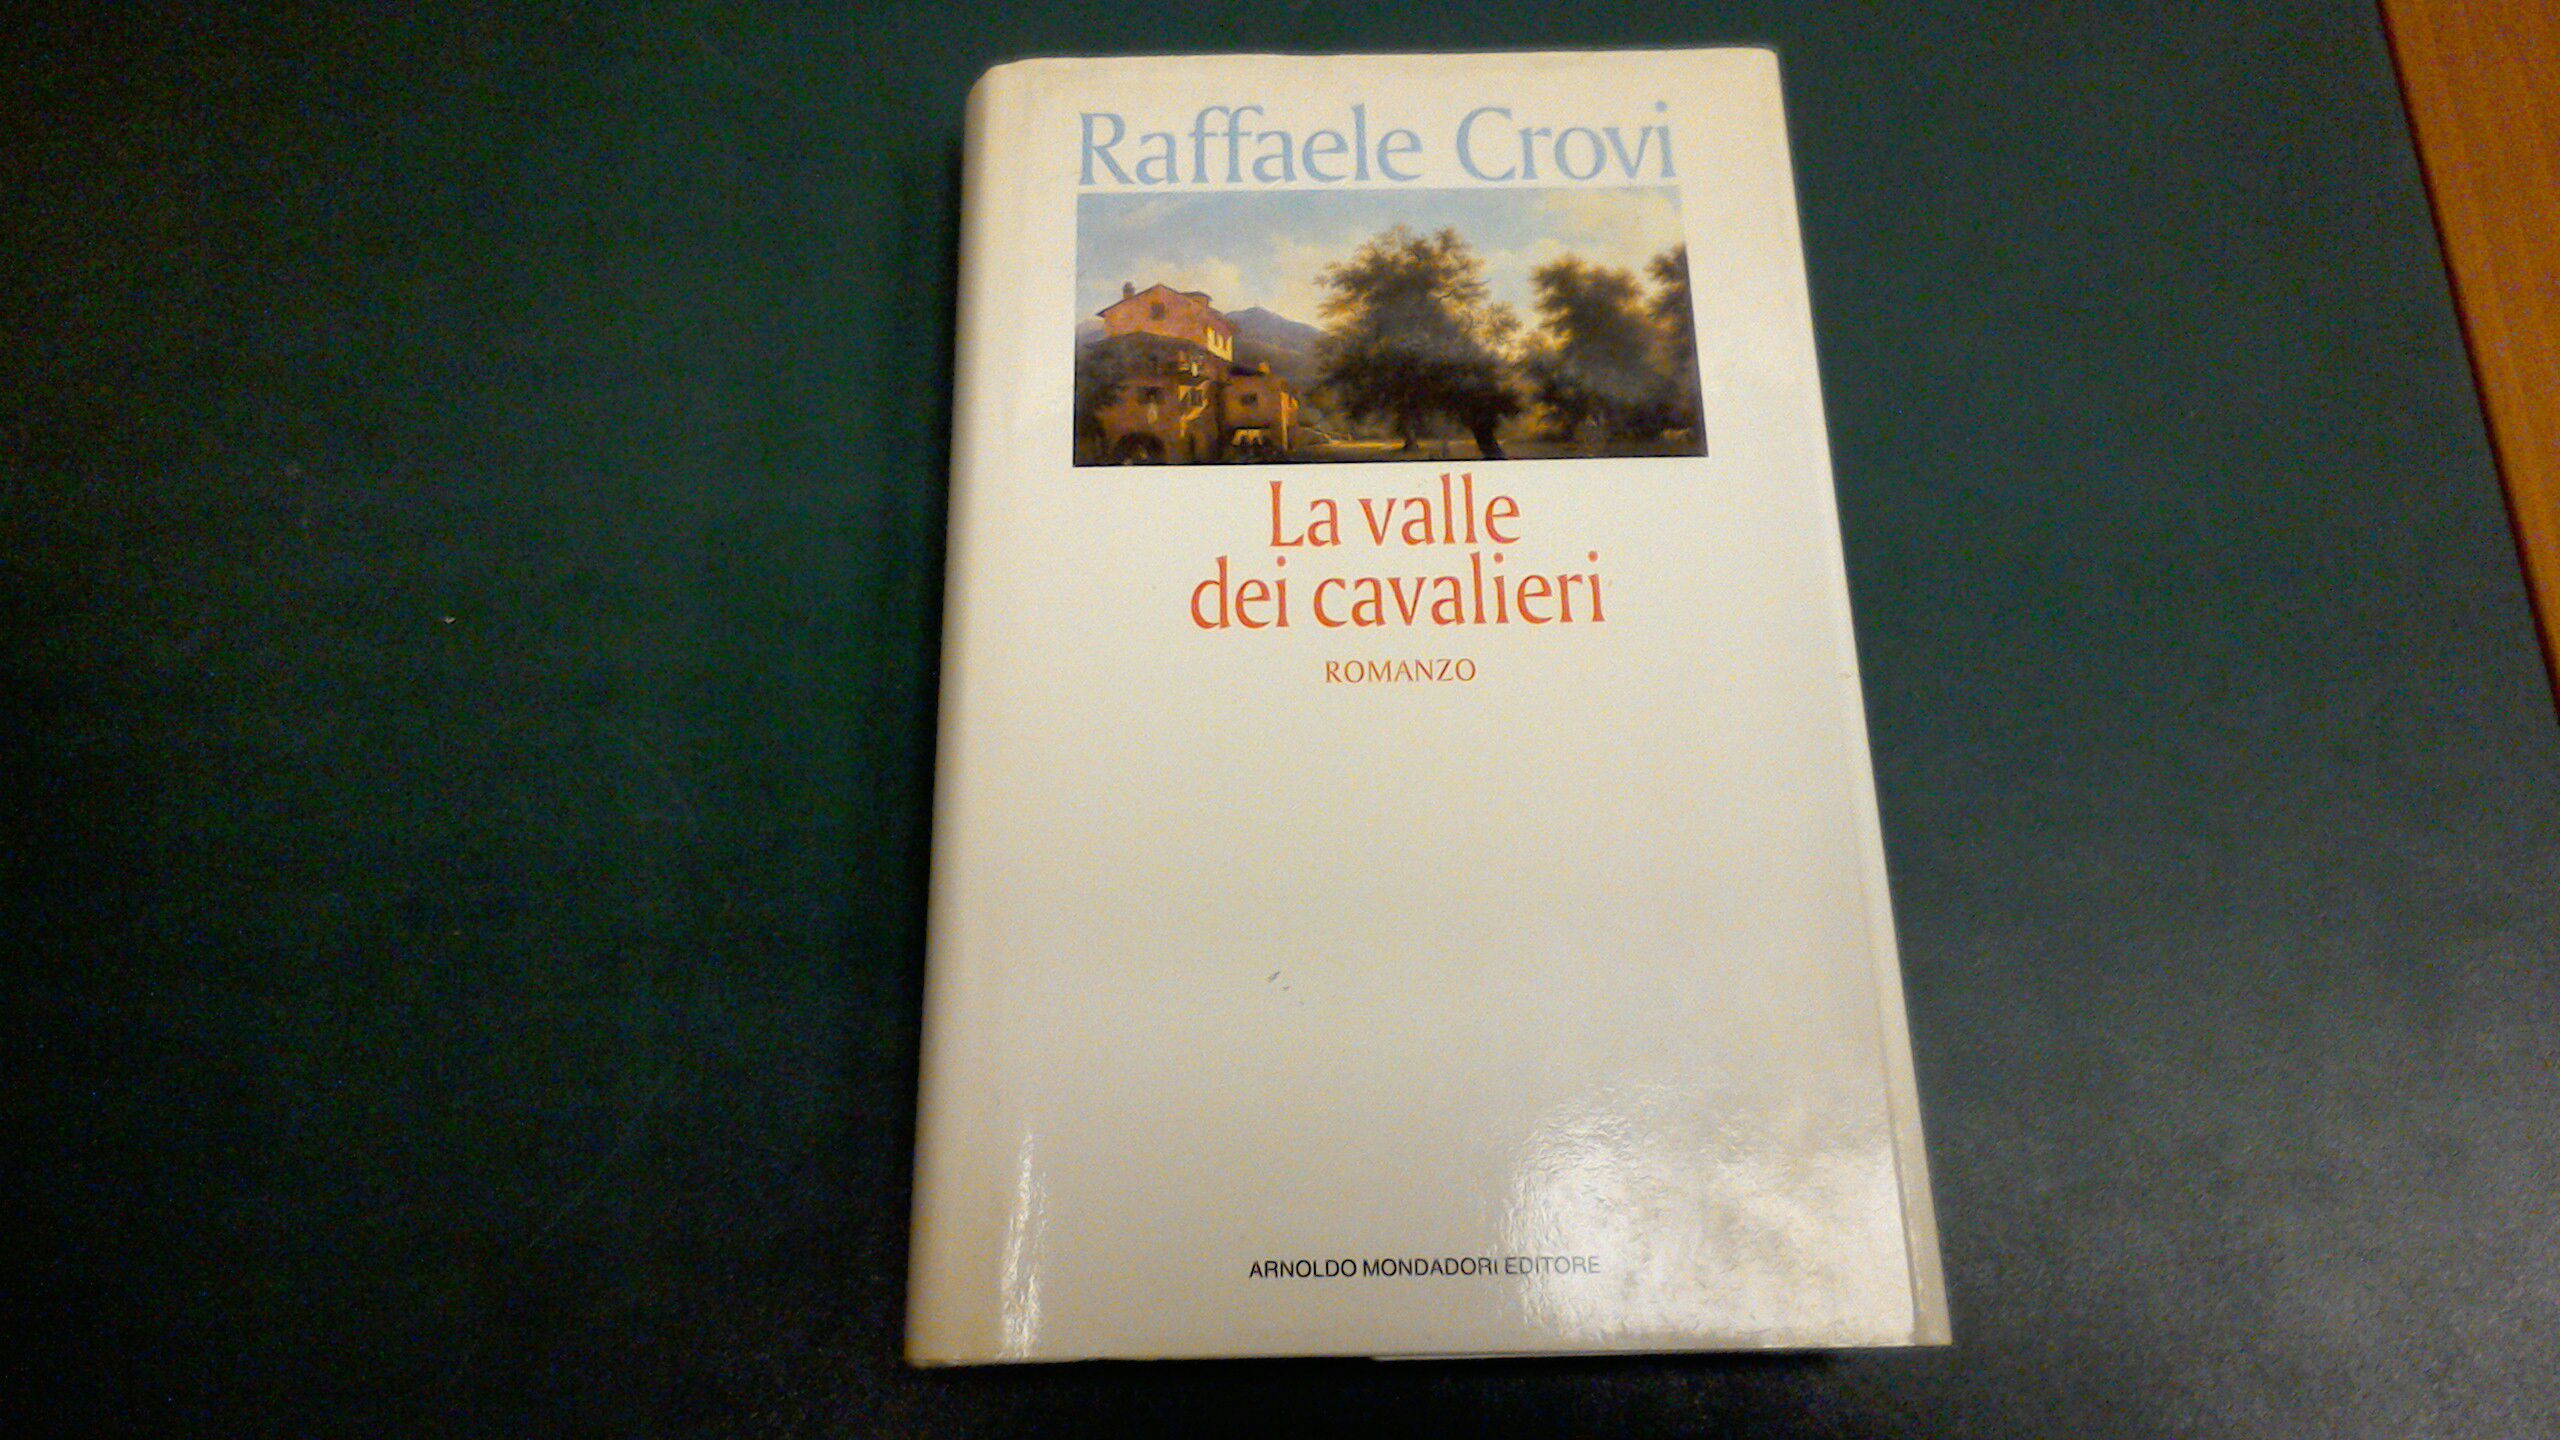 Raffaele Crovi
La valle
dei cavalieri
ROMANZO
ARNOLDO MONDADORI EDITORE